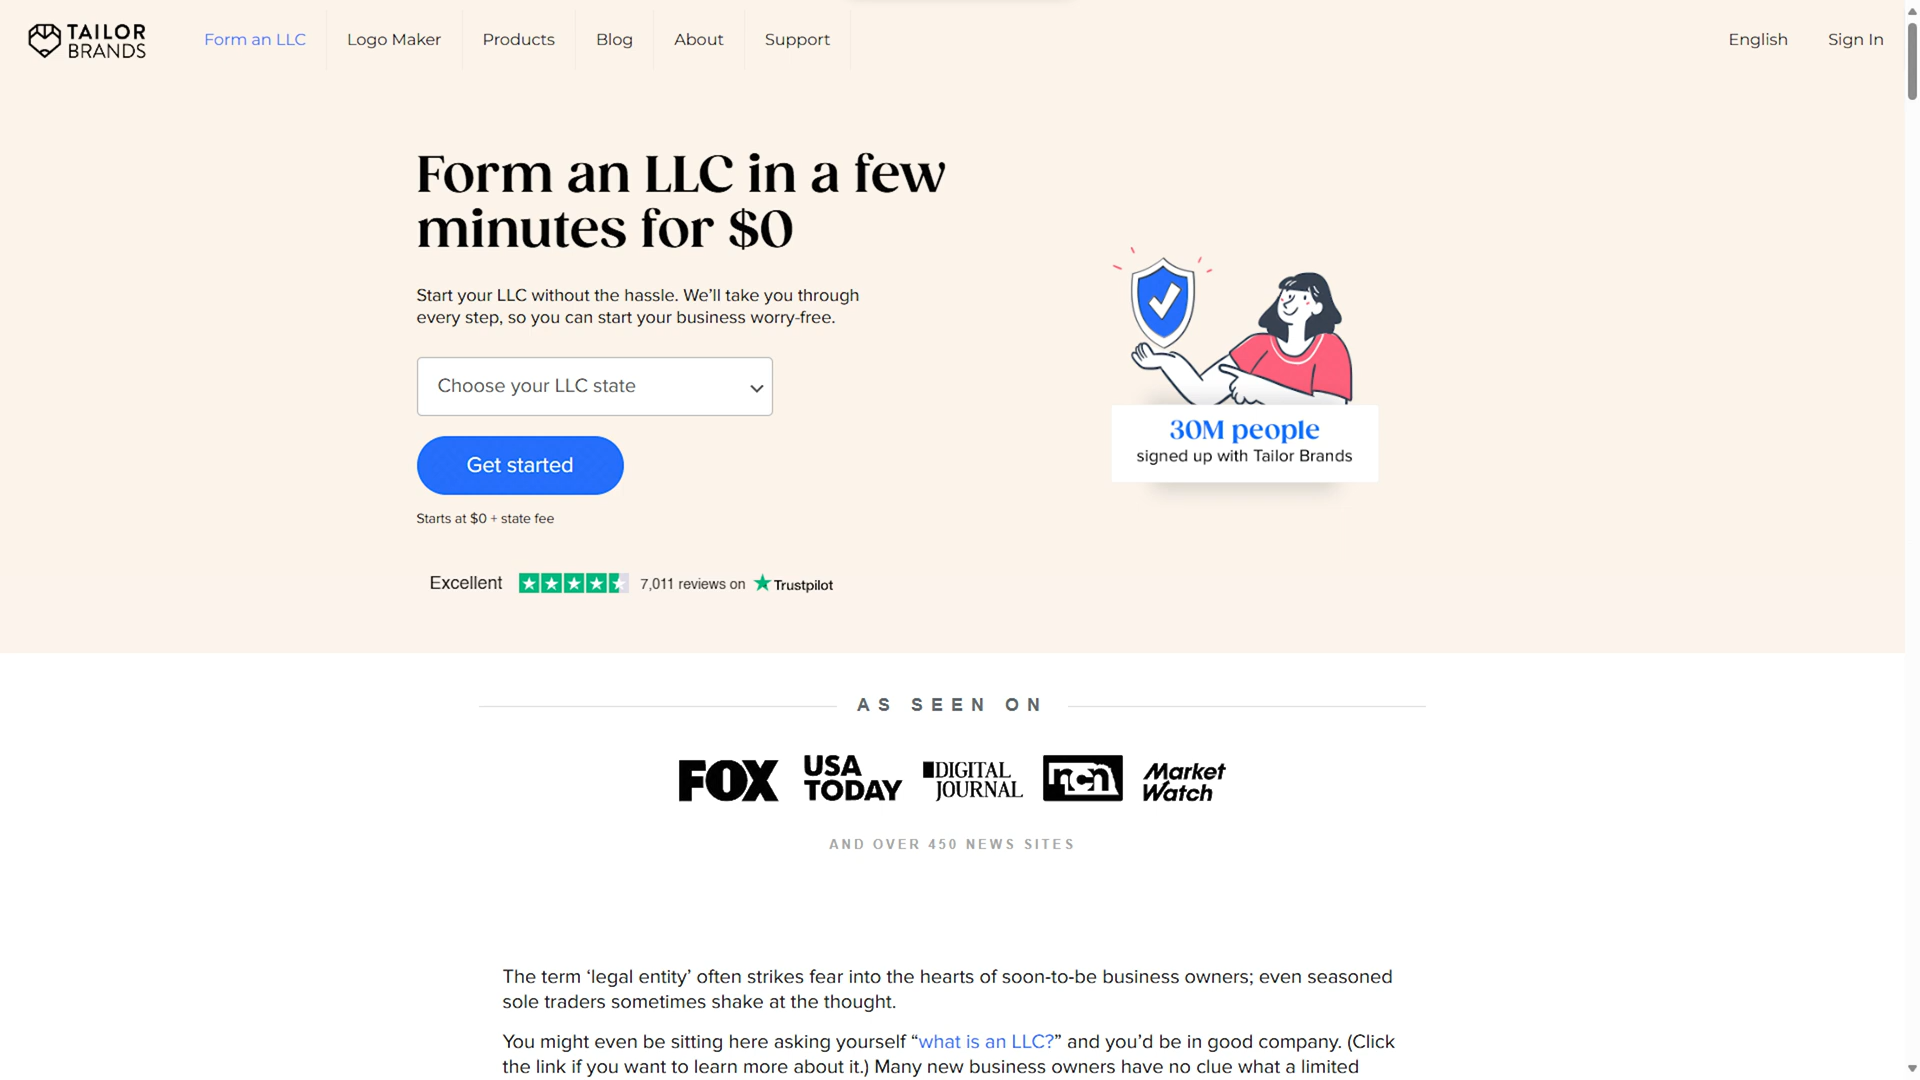 TAILOR
BRANDS
Form an LLC
Logo Maker
Products
Blog
About
Support
English
Sign In
Form an LLC in a few
minutes for $0
Start your LLC without the hassle. We’ll take you through
every step, so you can start your business worry-free.
Choose your LLC state
Get started
Starts at $0 + state fee
Excellent
7,011 reviews on
Trustpilot
30M people
signed up with Tailor Brands
AS SEEN ON
FOX
USA
TODAY
DIGITAL
JOURNAL
rcn
Market
Watch
AND OVER 450 NEWS SITES
The term ‘legal entity’ often strikes fear into the hearts of soon-to-be business owners; even seasoned
sole traders sometimes shake at the thought.
You might even be sitting here asking yourself “what is an LLC?” and you’d be in good company. (Click
the link if you want to learn more about it.) Many new business owners have no clue what a limited